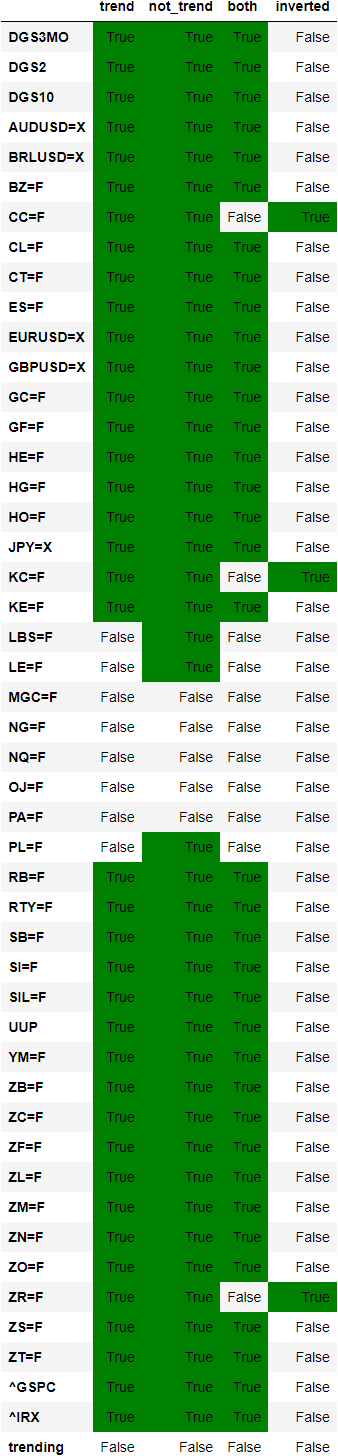 trend not_trend both inverted
DGS3MO True True True False
DGS2 True True True False
DGS10 True True True False
AUDUSD=X True True True False
BRLUSD=X True True True False
BZ=F True True True False
CC=F True True False True
CL=F True True True False
CT=F True True True False
ES=F True True True False
EURUSD=X True True True False
GBPUSD=X True True True False
GC=F True True True False
GF=F True True True False
HE=F True True True False
HG=F True True True False
HO=F True True True False
JPY=X True True True False
KC=F True True False True
KE=F True True True False
LBS=F False True False False
LE=F False True False False
MGC=F False False False False
NG=F False False False False
NQ=F False False False False
OJ=F False False False False
PA=F False False False False
PL=F False True False False
RB=F True True True False
RTY=F True True True False
SB=F True True True False
SI=F True True True False
SIL=F True True True False
UUP True True True False
YM=F True True True False
ZB=F True True True False
ZC=F True True True False
ZF=F True True True False
ZL=F True True True False
ZM=F True True True False
ZN=F True True True False
ZO=F True True True False
ZR=F True True False True
ZS=F True True True False
ZT=F True True True False
^GSPC True True True False
^IRX True True True False
trending False False False False